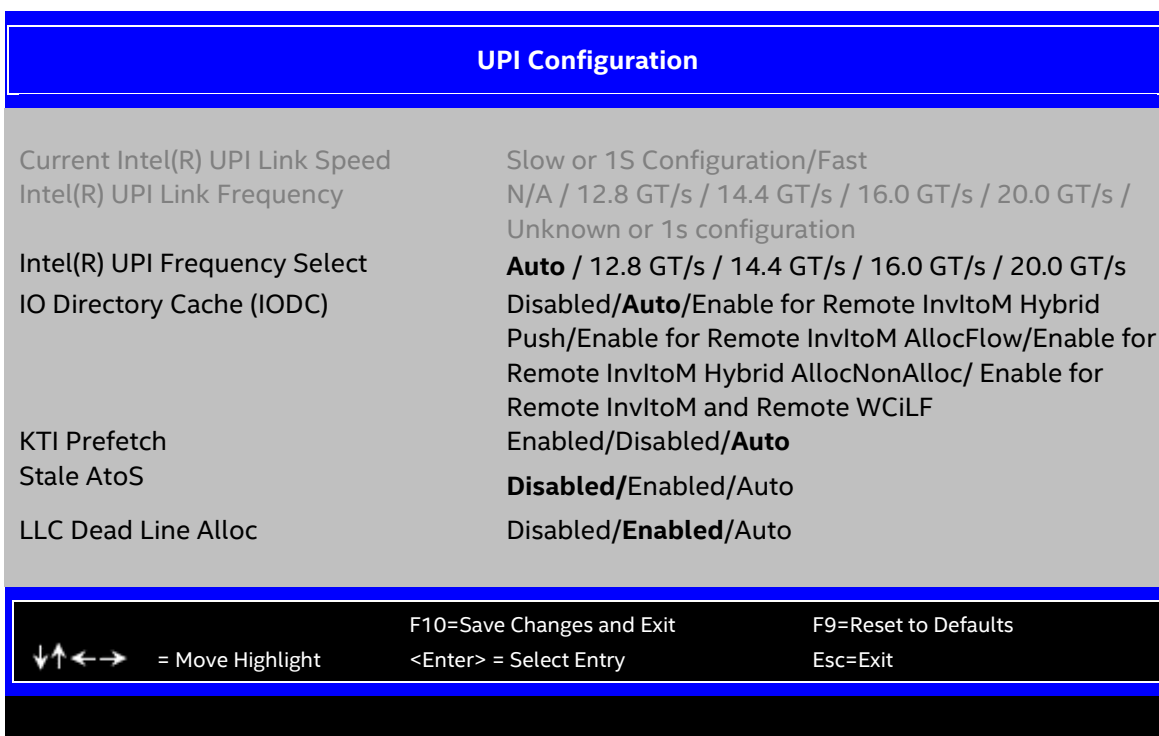 UPI Configuration
Current Intel(R) UPI Link Speed Slow or 1S Configuration/Fast
Intel(R) UPI Link Frequency N/A / 12.8 GT/s / 14.4 GT/s / 16.0 GT/s / 20.0 GT/s /
Unknown or 1s configuration
Intel(R) UPI Frequency Select Auto / 12.8 GT/s / 14.4 GT/s / 16.0 GT/s / 20.0 GT/s
IO Directory Cache (IODC) Disabled/Auto/Enable for Remote InvItoM Hybrid
Push/Enable for Remote InvItoM AllocFlow/Enable for
Remote InvItoM Hybrid AllocNonAlloc/ Enable for
Remote InvItoM and Remote WCiLF
KTI Prefetch Enabled/Disabled/Auto
Stale AtoS Disabled/Enabled/Auto
LLC Dead Line Alloc Disabled/Enabled/Auto
F10=Save Changes and Exit F9=Reset to Defaults
↓↑←→ = Move Highlight <Enter> = Select Entry Esc=Exit